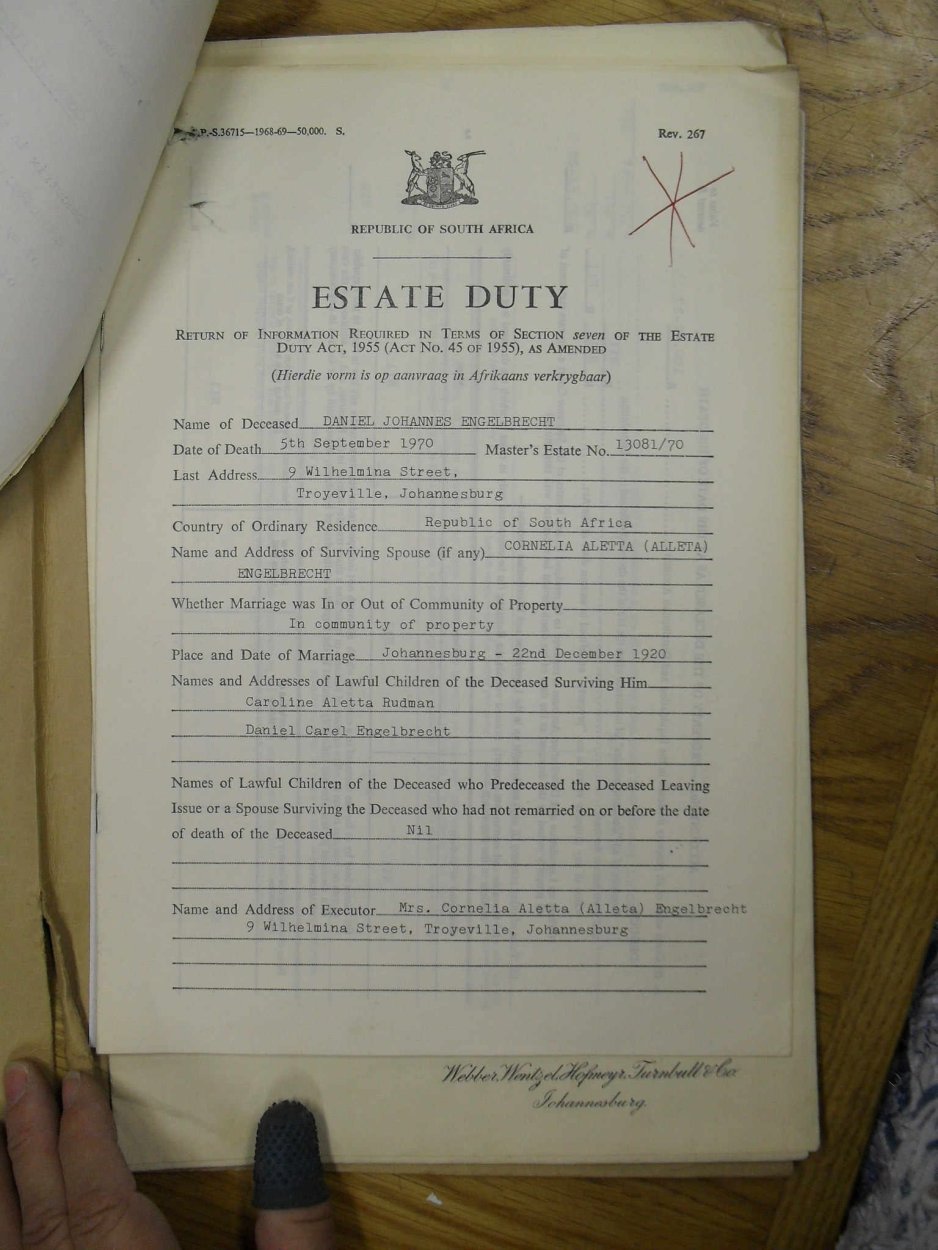 .P.-S.36715—1968-69—50,000. S.
Rev. 267
REPUBLIC OF SOUTH AFRICA
ESTATE DUTY
RETURN OF INFORMATION REQUIRED IN TERMS OF SECTION seven OF THE ESTATE
DUTY ACT, 1955 (ACT NO. 45 OF 1955), AS AMENDED
(Hierdie vorm is op aanvraag in Afrikaans verkrygbaar)
Name of Deceased DANIEL JOHANNES ENGELBRECHT
Date of Death 5th September 1970 Master's Estate No. 13081/70
Last Address 9 Wilhelmina Street,
Troyeville, Johannesburg
Country of Ordinary Residence Republic of South Africa
Name and Address of Surviving Spouse (if any) CORNELIA ALETTA (ALLETA)
ENGELBRECHT
Whether Marriage was In or Out of Community of Property
In community of property
Place and Date of Marriage Johannesburg - 22nd December 1920
Names and Addresses of Lawful Children of the Deceased Surviving Him
Caroline Aletta Rudman
Daniel Carel Engelbrecht
Names of Lawful Children of the Deceased who Predeceased the Deceased Leaving
Issue or a Spouse Surviving the Deceased who had not remarried on or before the date
of death of the Deceased Nil
Name and Address of Executor Mrs. Cornelia Aletta (Alleta) Engelbrecht
9 Wilhelmina Street, Troyeville, Johannesburg
Webber, Wentzel, Hofmeyr, Turnbull & Co.
Johannesburg.